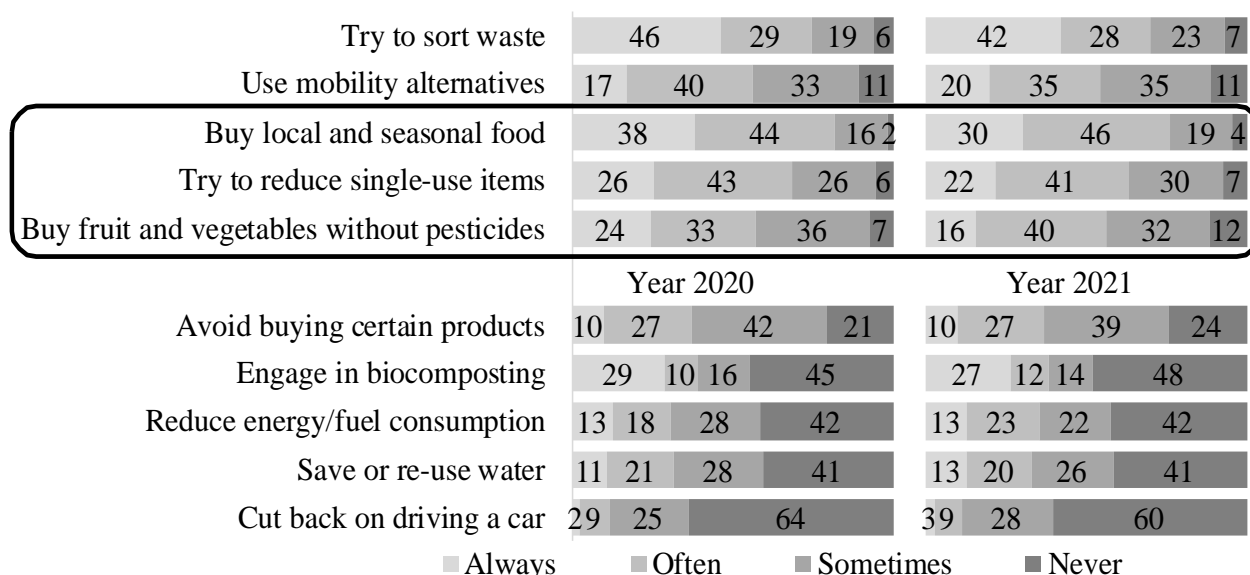 Try to sort waste 46 29 19 6 42 28 23 7
Use mobility alternatives 17 40 33 11 20 35 35 11
Buy local and seasonal food 38 44 16 2 30 46 19 4
Try to reduce single-use items 26 43 26 6 22 41 30 7
Buy fruit and vegetables without pesticides 24 33 36 7 16 40 32 12
Year 2020 Year 2021
Avoid buying certain products 10 27 42 21 10 27 39 24
Engage in biocomposting 29 10 16 45 27 12 14 48
Reduce energy/fuel consumption 13 18 28 42 13 23 22 42
Save or re-use water 11 21 28 41 13 20 26 41
Cut back on driving a car 2 9 25 64 3 9 28 60
Always Often Sometimes Never